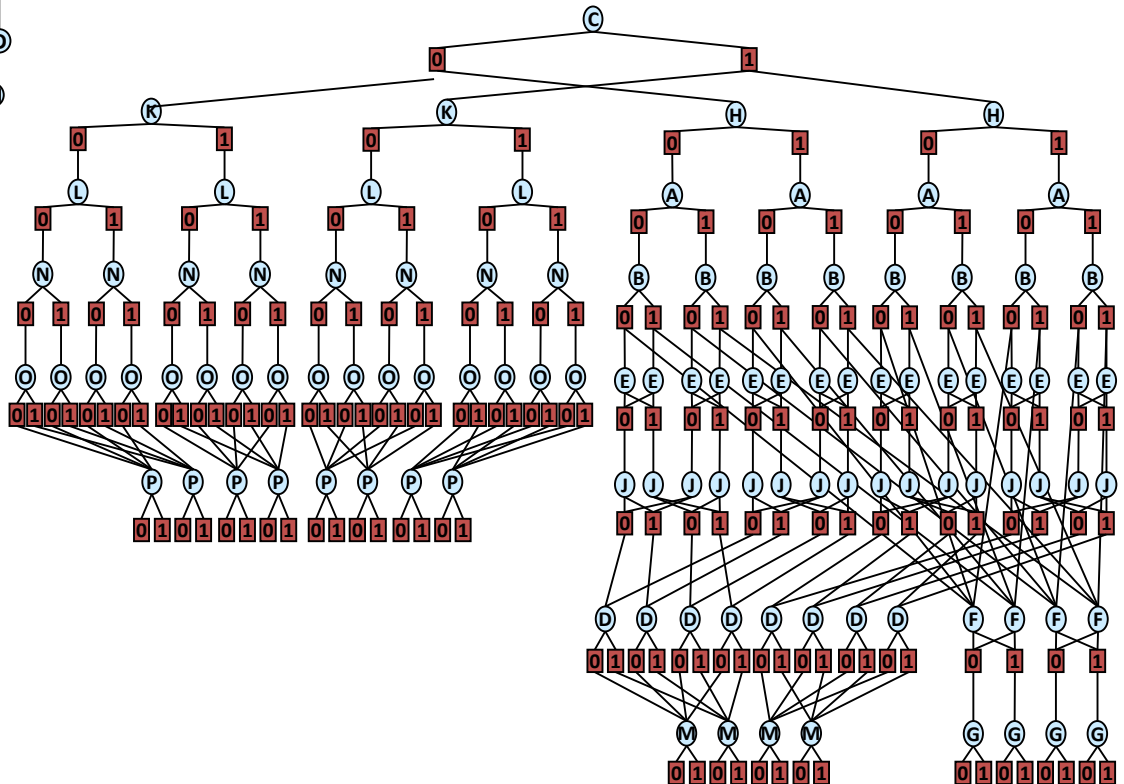 C
0 1
K K H H
0 1 0 1 0 1 0 1
L L L L A A A A
0 1 0 1 0 1 0 1 0 1 0 1 0 1 0 1
N N N N N N N N B B B B B B B B
0 1 0 1 0 1 0 1 0 1 0 1 0 1 0 1 0 1 0 1 0 1 0 1 0 1 0 1 0 1 0 1
O O O O O O O O O O O O O O O O E E E E E E E E E E E E E E E E
0 1 0 1 0 1 0 1 0 1 0 1 0 1 0 1 0 1 0 1 0 1 0 1 0 1 0 1 0 1 0 1 0 1 0 1 0 1 0 1 0 1 0 1 0 1 0 1
P P P P P P P P J J J J J J J J J J J J J J J J
0 1 0 1 0 1 0 1 0 1 0 1 0 1 0 1 0 1 0 1 0 1 0 1 0 1 0 1 0 1 0 1
D D D D D D D D F F F F
0 1 0 1 0 1 0 1 0 1 0 1 0 1 0 1 0 1 0 1
M M M M G G G G
0 1 0 1 0 1 0 1 0 1 0 1 0 1 0 1